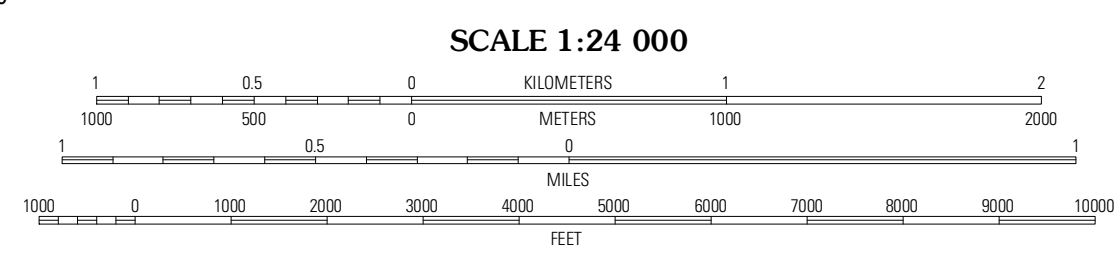 SCALE 1:24 000
1 0.5 0 KILOMETERS 1 2
1000 500 0 METERS 1000 2000
1 0.5 0 1
MILES
1000 0 1000 2000 3000 4000 5000 6000 7000 8000 9000 10000
FEET